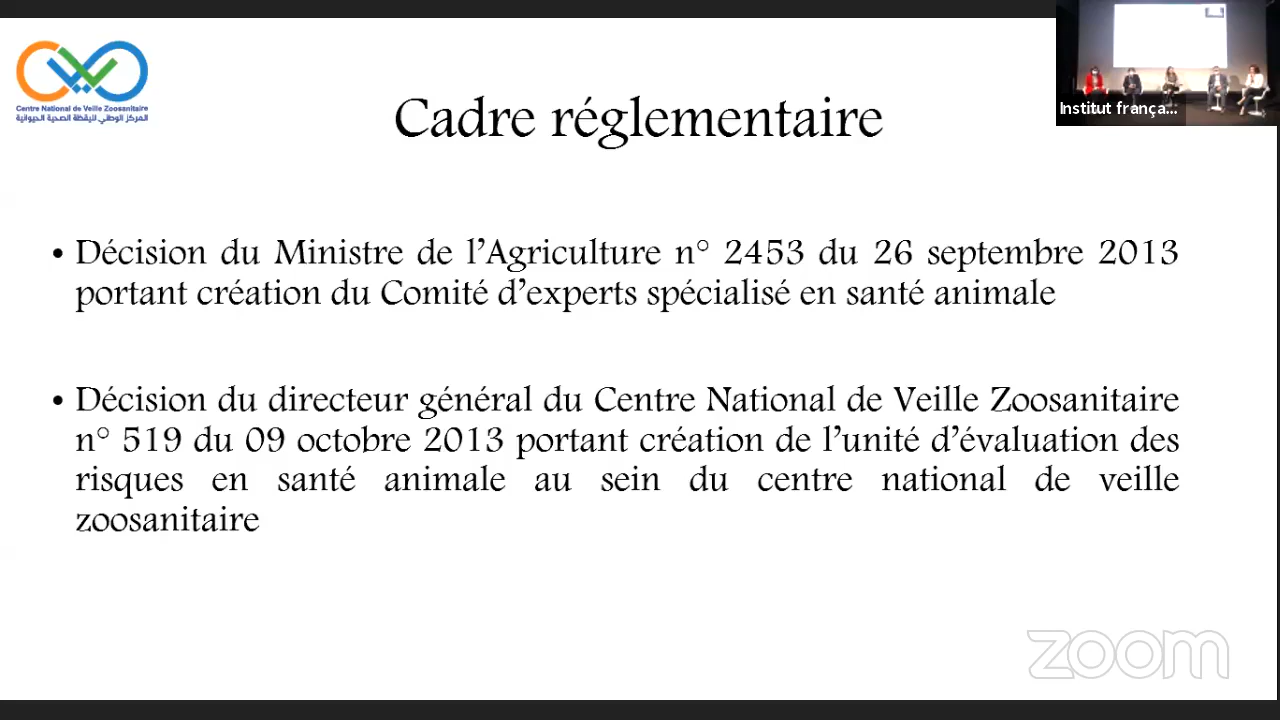 Centre National de Veille Zoosanitaire
المركز الوطني لليقظة الصحية الحيوانية
Institut frança...
Cadre réglementaire
• Décision du Ministre de l’Agriculture n° 2453 du 26 septembre 2013
portant création du Comité d’experts spécialisé en santé animale
• Décision du directeur général du Centre National de Veille Zoosanitaire
n° 519 du 09 octobre 2013 portant création de l’unité d’évaluation des
risques en santé animale au sein du centre national de veille
zoosanitaire
zoom